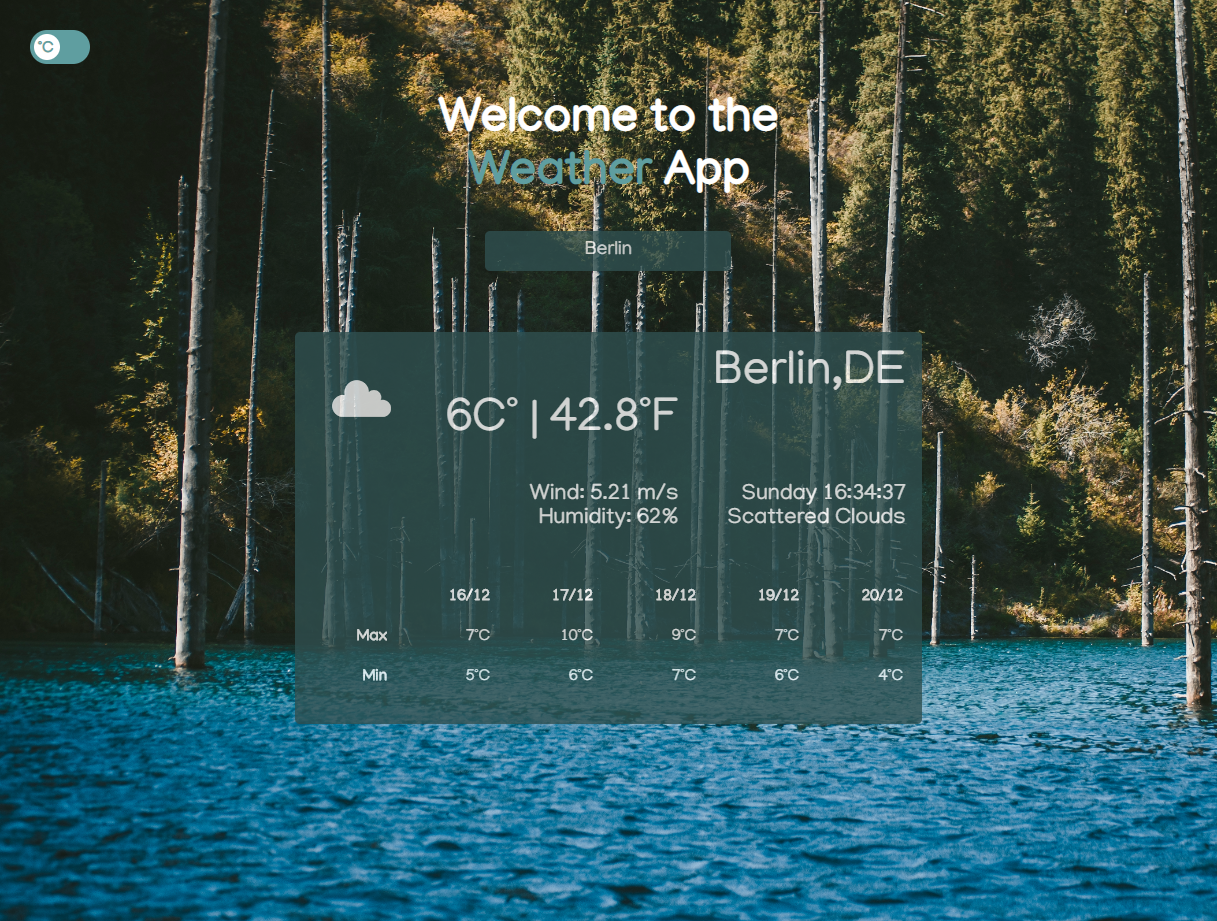 °C
Welcome to the
Weather App
Berlin
Berlin,DE
6C° | 42.8°F
Wind: 5.21 m/s
Humidity: 62%
Sunday 16:34:37
Scattered Clouds
16/12 17/12 18/12 19/12 20/12
Max 7°C 10°C 9°C 7°C 7°C
Min 5°C 6°C 7°C 6°C 4°C